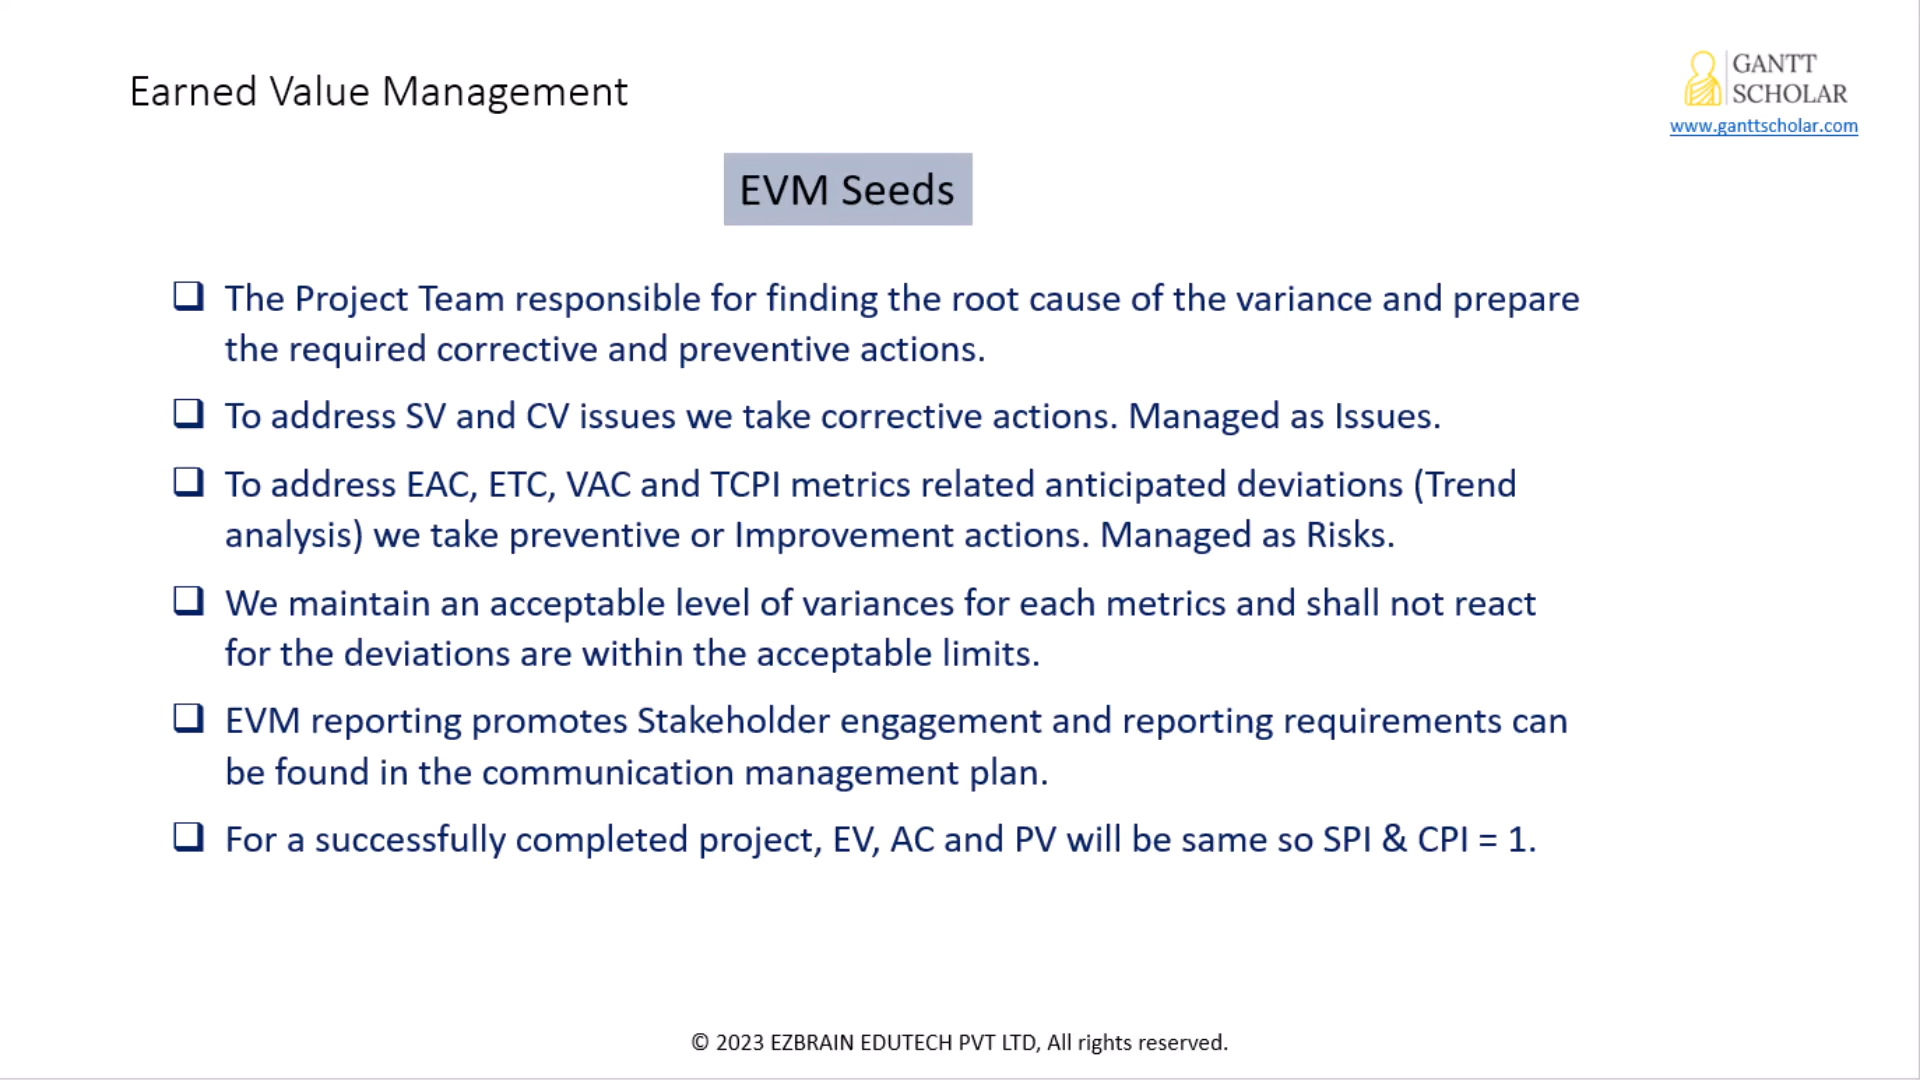 Earned Value Management
GANTT
SCHOLAR
www.ganttscholar.com
EVM Seeds
The Project Team responsible for finding the root cause of the variance and prepare
the required corrective and preventive actions.
To address SV and CV issues we take corrective actions. Managed as Issues.
To address EAC, ETC, VAC and TCPI metrics related anticipated deviations (Trend
analysis) we take preventive or Improvement actions. Managed as Risks.
We maintain an acceptable level of variances for each metrics and shall not react
for the deviations are within the acceptable limits.
EVM reporting promotes Stakeholder engagement and reporting requirements can
be found in the communication management plan.
For a successfully completed project, EV, AC and PV will be same so SPI & CPI = 1.
© 2023 EZBRAIN EDUTECH PVT LTD, All rights reserved.